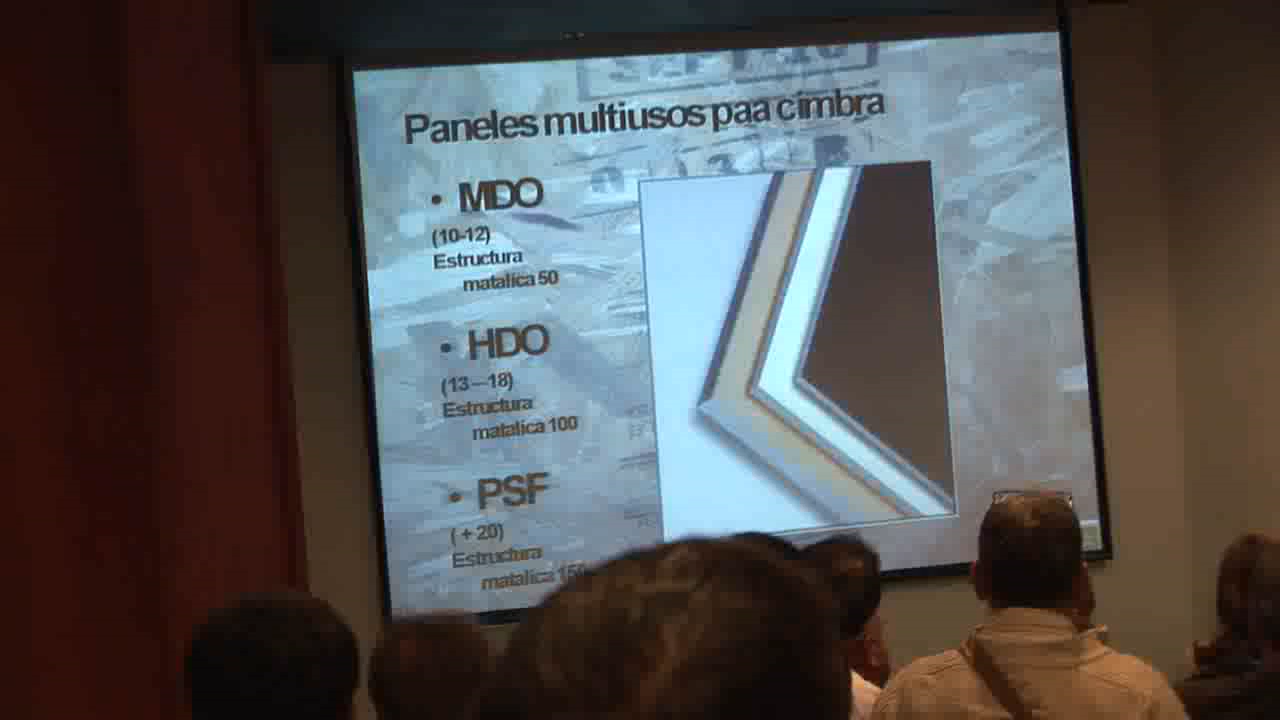 Paneles multiusos paa cimbra
• MDO
(10-12)
Estructura
matalica 50
• HDO
(13–18)
Estructura
matalica 100
• PSF
( + 20)
Estructura
matalica